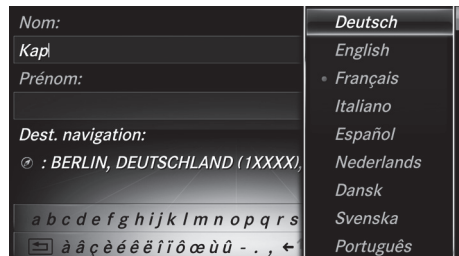 Nom:
Kap
Prénom:
Dest. navigation:
: BERLIN, DEUTSCHLAND (1XXXX),
a b c d e f g h i j k l m n o p q r s
à â ç è é ê ë î ï ô œ ù û - . , ←
Deutsch
English
Français
Italiano
Español
Nederlands
Dansk
Svenska
Português